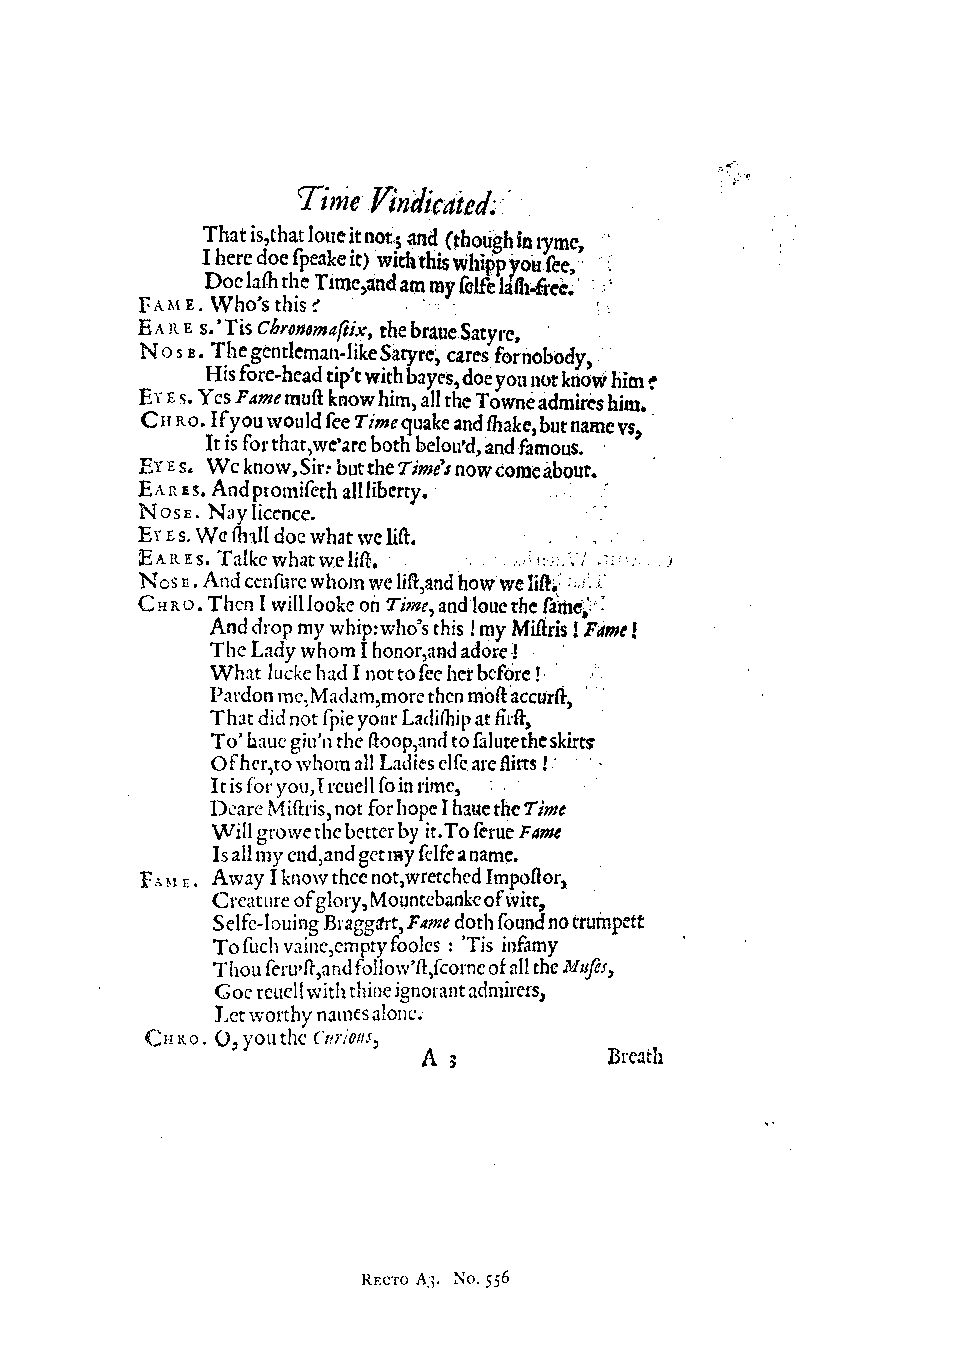 Time Vindicated:
That is,that loue it not; and (though in ryme,
I here doe ſpeake it) with this whipp you ſee,
Doe laſh the Time,and am my ſelfe laſh-free.
FAME. Who's this?
EARES.'Tis Chronomaſtix, the braue Satyre,
NOSE. The gentleman-like Satyre, cares for nobody,
His fore-head tip't with bayes, doe you not know him?
EYES. Yes Fame muſt know him, all the Towne admires him.
CHRO. If you would ſee Time quake and ſhake, but name vs,
It is for that,we'are both belou'd, and famous.
EYES. We know, Sir: but the Time's now come about.
EARES. And promiſeth all liberty.
NOSE. Nay licence.
EYES. We ſhall doe what we liſt.
EARES. Talke what we liſt.
NOSE. And cenſure whom we liſt,and how we liſt.
CHRO. Then I will looke on Time, and loue the ſame,
And drop my whip:who's this ! my Miſtris ! Fame!
The Lady whom I honor,and adore !
What lucke had I not to ſee her before !
Pardon me,Madam,more then moſt accurſt,
That did not ſpie yonr Ladiſhip at firſt,
To' haue giu'n the ſtoop,and to ſalute the skirts
Of her,to whom all Ladies elſe are flirts !
It is for you,I reuell ſo in rime,
Deare Miſtris, not for hope I haue the Time
Will growe the better by it.To ſerue Fame
Is all my end,and get my ſelfe a name.
FAME. Away I know thee not,wretched Impoſtor,
Creature of glory, Mountebanke of witt,
Selfe-louing Braggart, Fame doth ſound no trumpett
To ſuch vaine,empty fooles : 'Tis infamy
Thou ſeru'ſt,and follow'ſt,ſcorne of all the Muſes,
Goe reuell with thine ignorant admirers,
Let worthy names alone.
CHRO. O, you the Curious,
A 3 Breath
RECTO A3. No. 556